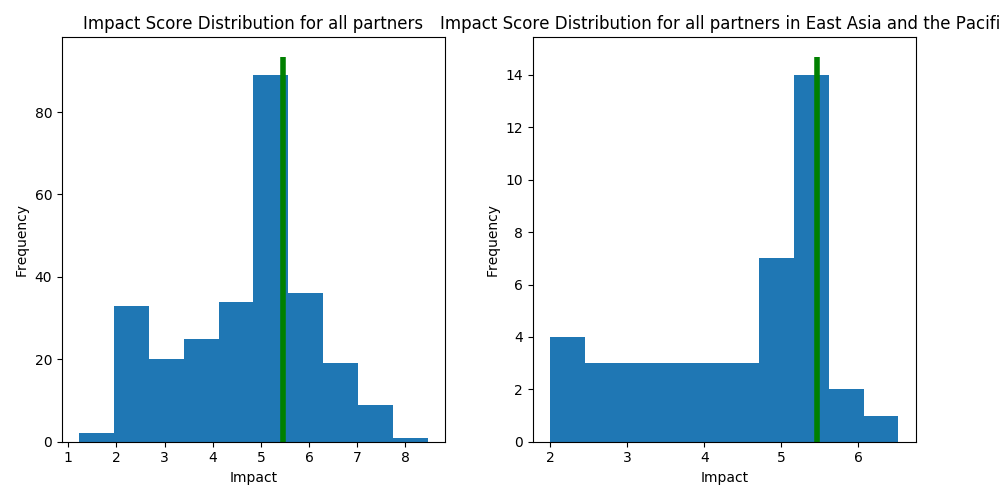 Impact Score Distribution for all partners
Frequency
80
60
40
20
0
1 2 3 4 5 6 7 8
Impact
Impact Score Distribution for all partners in East Asia and the Pacifi
Frequency
14
12
10
8
6
4
2
0
2 3 4 5 6
Impact